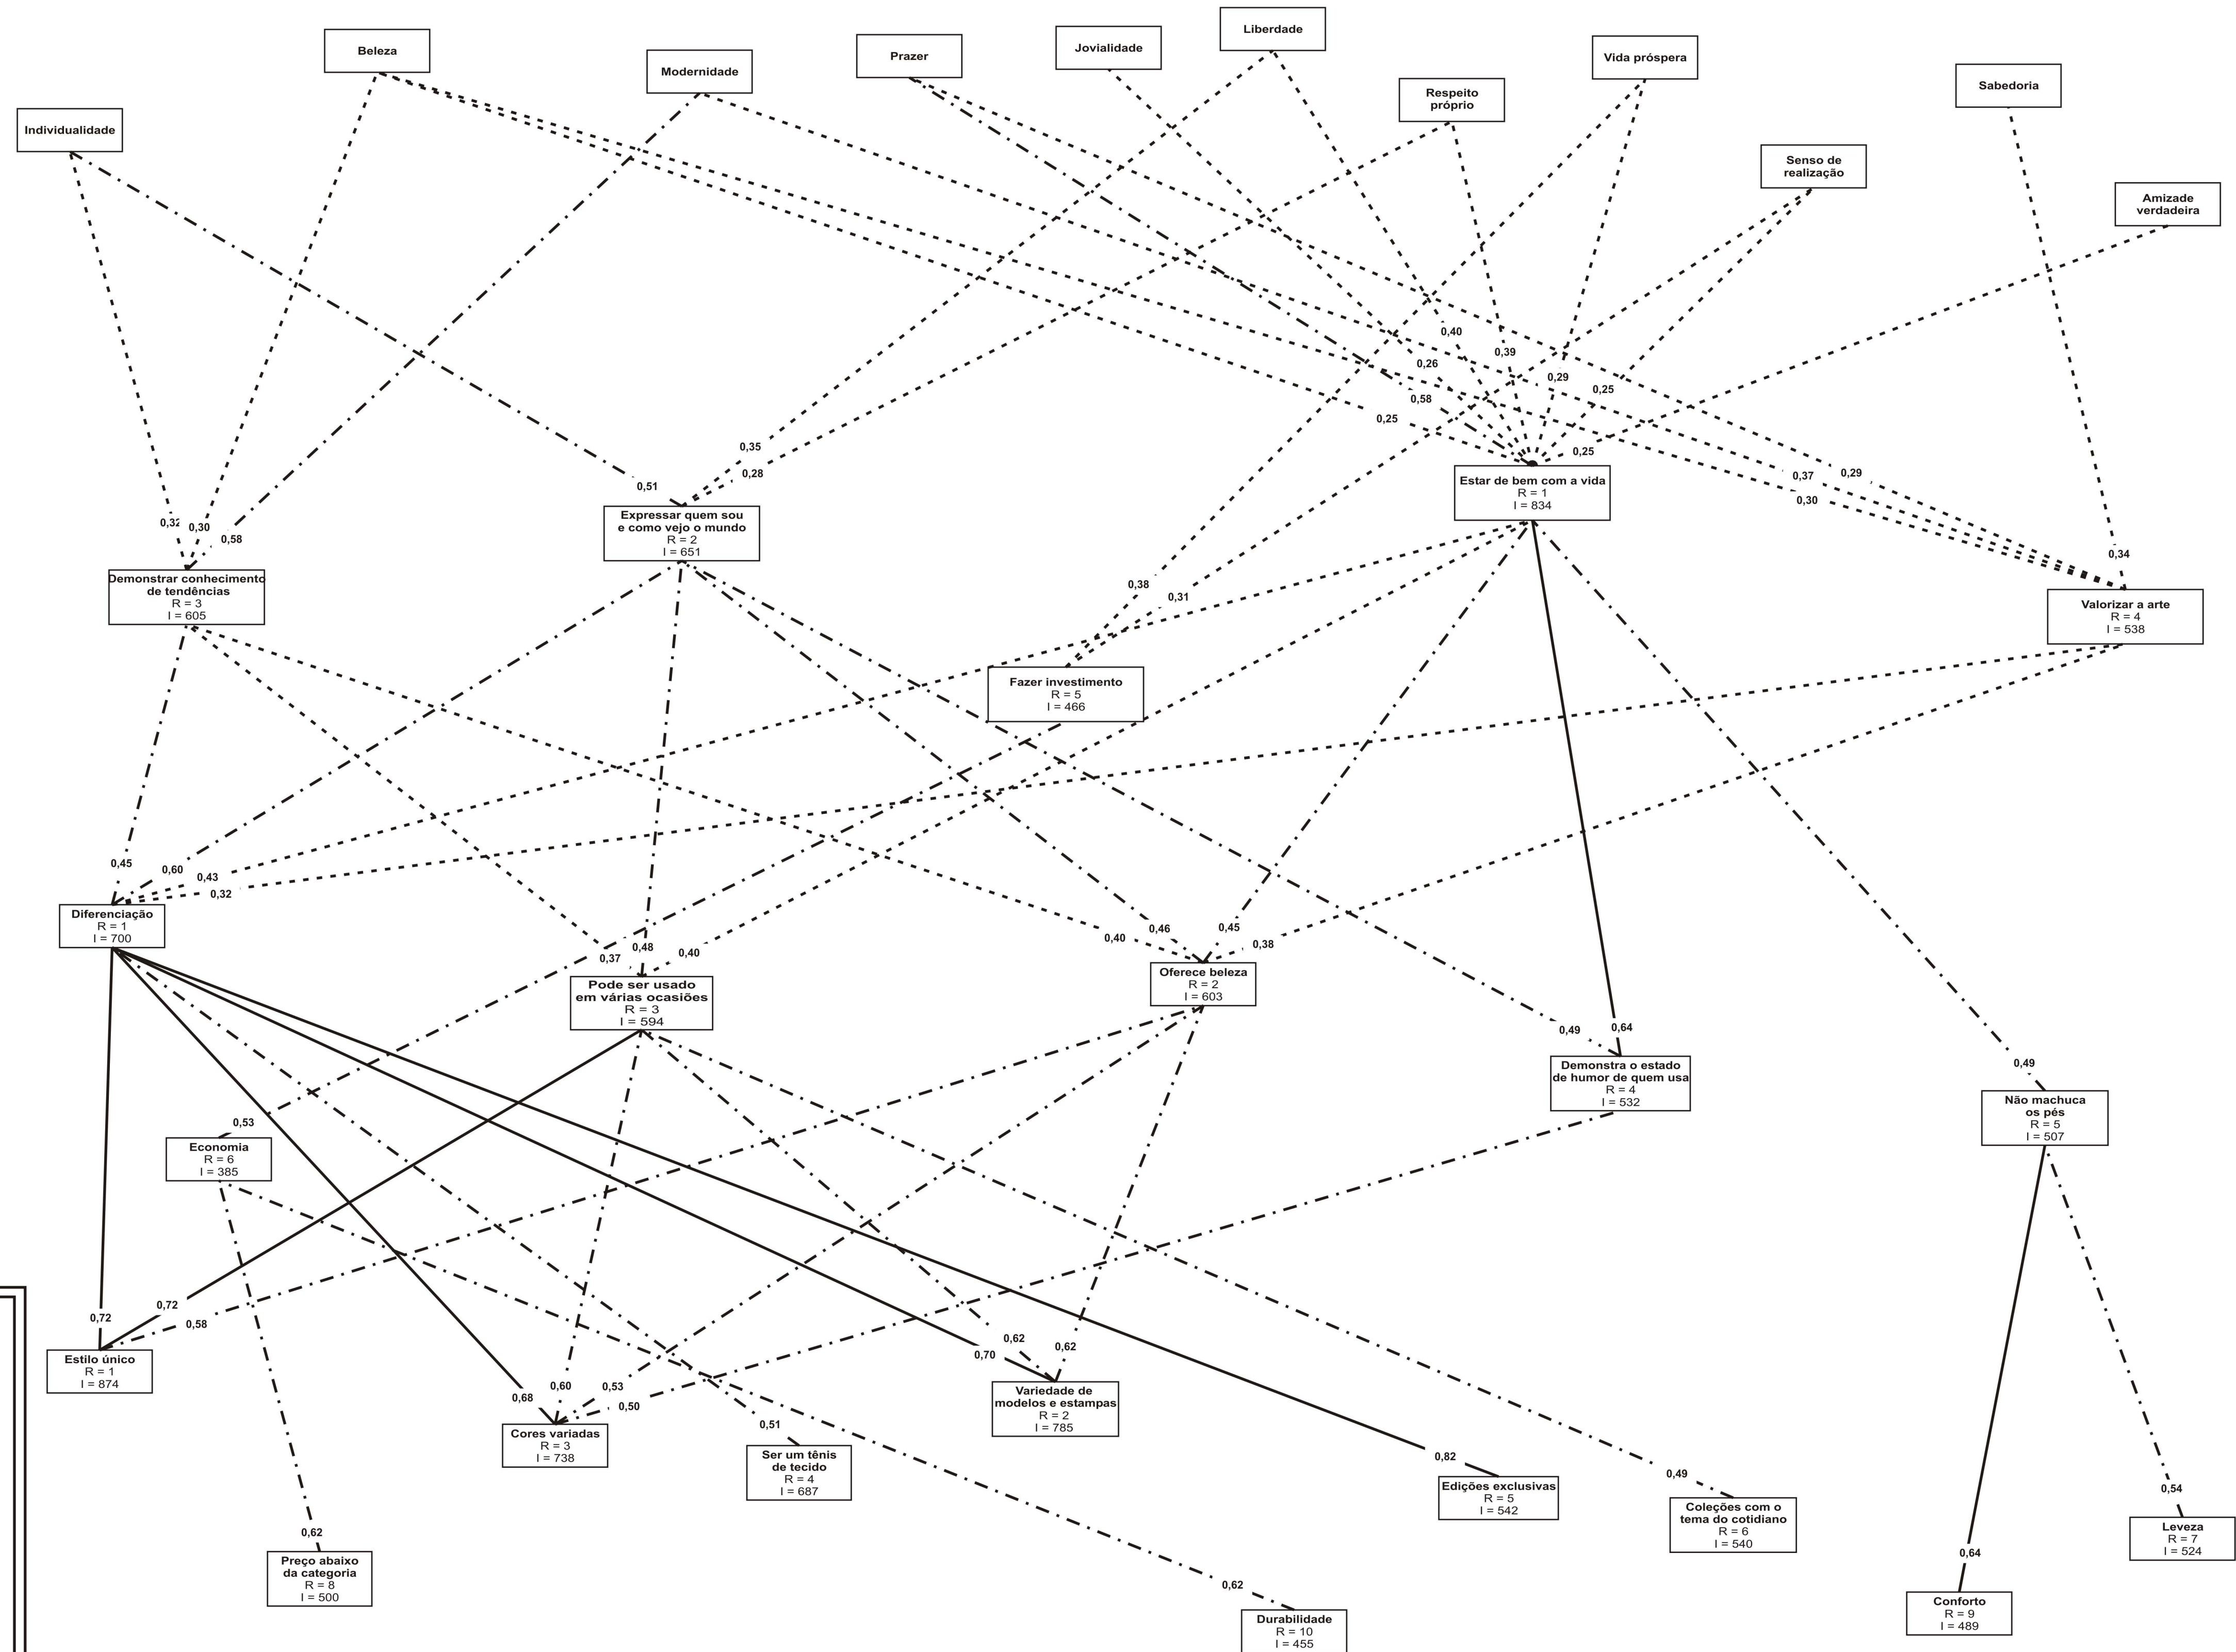 Liberdade
Beleza
Jovialidade
Prazer
Vida próspera
Modernidade
Sabedoria
Respeito
próprio
Individualidade
Senso de
realização
Amizade
verdadeira
0,40
0,39
0,26
0,29
0,25
0,58
0,25
0,35
0,25
0,28
0,51
0,37
0,29
0,30
0,32
0,30
0,58
0,34
Estar de bem com a vida
R = 1
I = 834
Expressar quem sou
e como vejo o mundo
R = 2
I = 651
Demonstrar conhecimento
de tendências
R = 3
I = 605
0,38
0,31
Valorizar a arte
R = 4
I = 538
Fazer investimento
R = 5
I = 466
0,45
0,60
0,43
0,32
Diferenciação
R = 1
I = 700
0,37
0,48
0,40
0,40
0,46
0,45
0,38
Pode ser usado
em várias ocasiões
R = 3
I = 594
Oferece beleza
R = 2
I = 603
0,49
0,64
Demonstra o estado
de humor de quem usa
R = 4
I = 532
0,49
Não machuca
os pés
R = 5
I = 507
0,53
Economia
R = 6
I = 385
0,72
0,72
0,58
Estilo único
R = 1
I = 874
0,68
0,60
0,53
0,50
Cores variadas
R = 3
I = 738
0,62
0,70
0,62
Variedade de
modelos e estampas
R = 2
I = 785
0,51
Ser um tênis
de tecido
R = 4
I = 687
0,82
Edições exclusivas
R = 5
I = 542
0,49
Coleções com o
tema do cotidiano
R = 6
I = 540
0,54
Leveza
R = 7
I = 524
0,62
Preço abaixo
da categoria
R = 8
I = 500
0,64
Conforto
R = 9
I = 489
0,62
Durabilidade
R = 10
I = 455